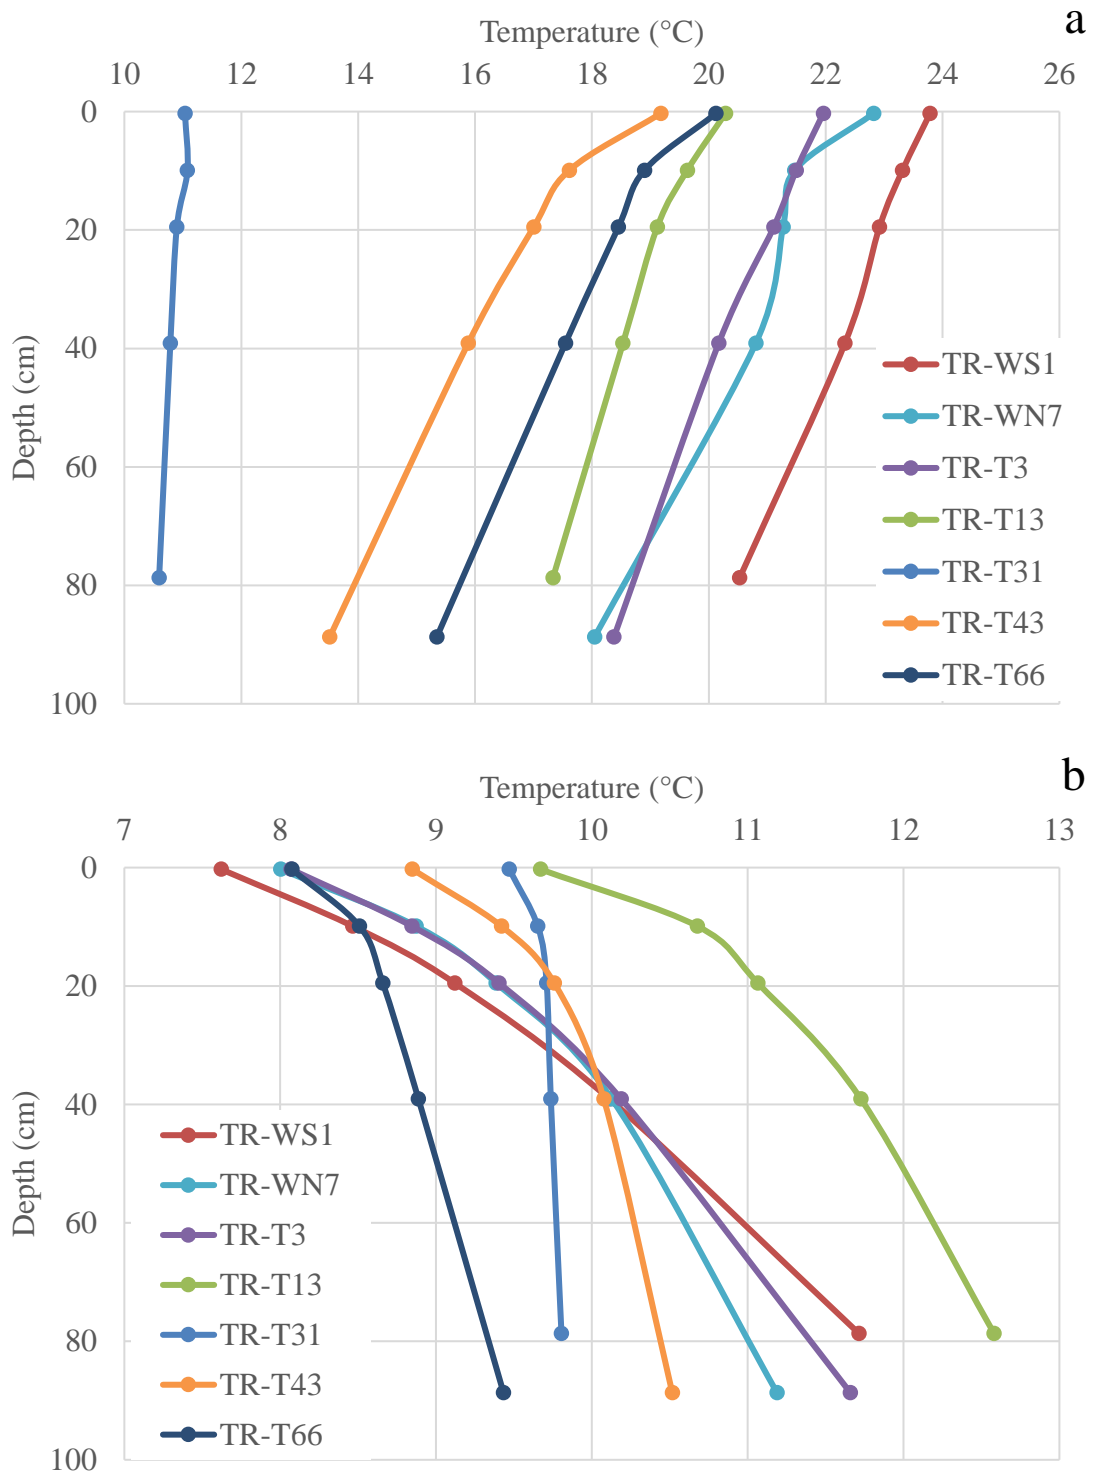 a
Temperature (°C)
10 12 14 16 18 20 22 24 26
0
20
40
60
80
100
Depth (cm)
TR-WS1
TR-WN7
TR-T3
TR-T13
TR-T31
TR-T43
TR-T66
b
Temperature (°C)
7 8 9 10 11 12 13
0
20
40
60
80
100
Depth (cm)
TR-WS1
TR-WN7
TR-T3
TR-T13
TR-T31
TR-T43
TR-T66